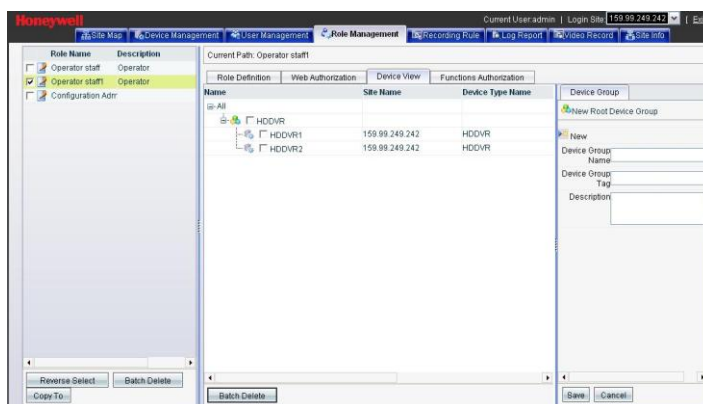 Honeywell
Current User:admin | Login Site 159.99.249.242
Site Map Device Management User Management Role Management Recording Rule Log Report Video Record Site Info
Role Name Description
Operator staff Operator
Operator staff1 Operator
Configuration Adm
Current Path: Operator staff1
Role Definition Web Authorization Device View Functions Authorization
Name Site Name Device Type Name
All
HDDVR
HDDVR1 159.99.249.242 HDDVR
HDDVR2 159.99.249.242 HDDVR
Device Group
New Root Device Group
New
Device Group Name
Device Group Tag
Description
Reverse Select Batch Delete
Copy To
Batch Delete
Save Cancel